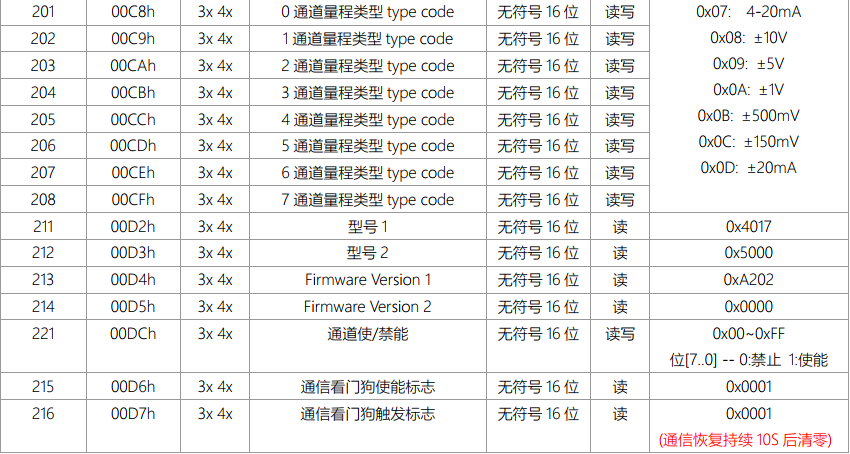 201 00C8h 3x 4x 0 通道量程类型 type code 无符号 16 位 读写 0x07: 4-20mA
202 00C9h 3x 4x 1 通道量程类型 type code 无符号 16 位 读写 0x08: ±10V
203 00CAh 3x 4x 2 通道量程类型 type code 无符号 16 位 读写 0x09: ±5V
204 00CBh 3x 4x 3 通道量程类型 type code 无符号 16 位 读写 0x0A: ±1V
205 00CCh 3x 4x 4 通道量程类型 type code 无符号 16 位 读写 0x0B: ±500mV
206 00CDh 3x 4x 5 通道量程类型 type code 无符号 16 位 读写 0x0C: ±150mV
207 00CEh 3x 4x 6 通道量程类型 type code 无符号 16 位 读写 0x0D: ±20mA
208 00CFh 3x 4x 7 通道量程类型 type code 无符号 16 位 读写
211 00D2h 3x 4x 型号 1 无符号 16 位 读 0x4017
212 00D3h 3x 4x 型号 2 无符号 16 位 读 0x5000
213 00D4h 3x 4x Firmware Version 1 无符号 16 位 读 0xA202
214 00D5h 3x 4x Firmware Version 2 无符号 16 位 读 0x0000
221 00DCh 3x 4x 通道使/禁能 无符号 16 位 读写 0x00~0xFF
位[7..0] -- 0:禁止 1:使能
215 00D6h 3x 4x 通信看门狗使能标志 无符号 16 位 读 0x0001
216 00D7h 3x 4x 通信看门狗触发标志 无符号 16 位 读 0x0001
(通信恢复持续 10S 后清零)